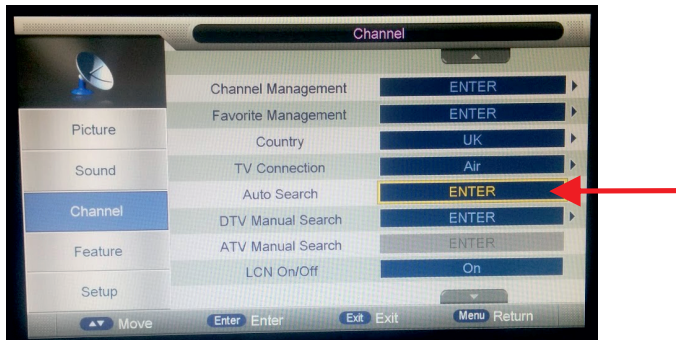 Channel
Channel Management ENTER
Favorite Management ENTER
Picture
Country UK
Sound
TV Connection Air
Auto Search ENTER
Channel
DTV Manual Search ENTER
Feature
ATV Manual Search ENTER
LCN On/Off On
Setup
Move Enter Enter Exit Exit Menu Return